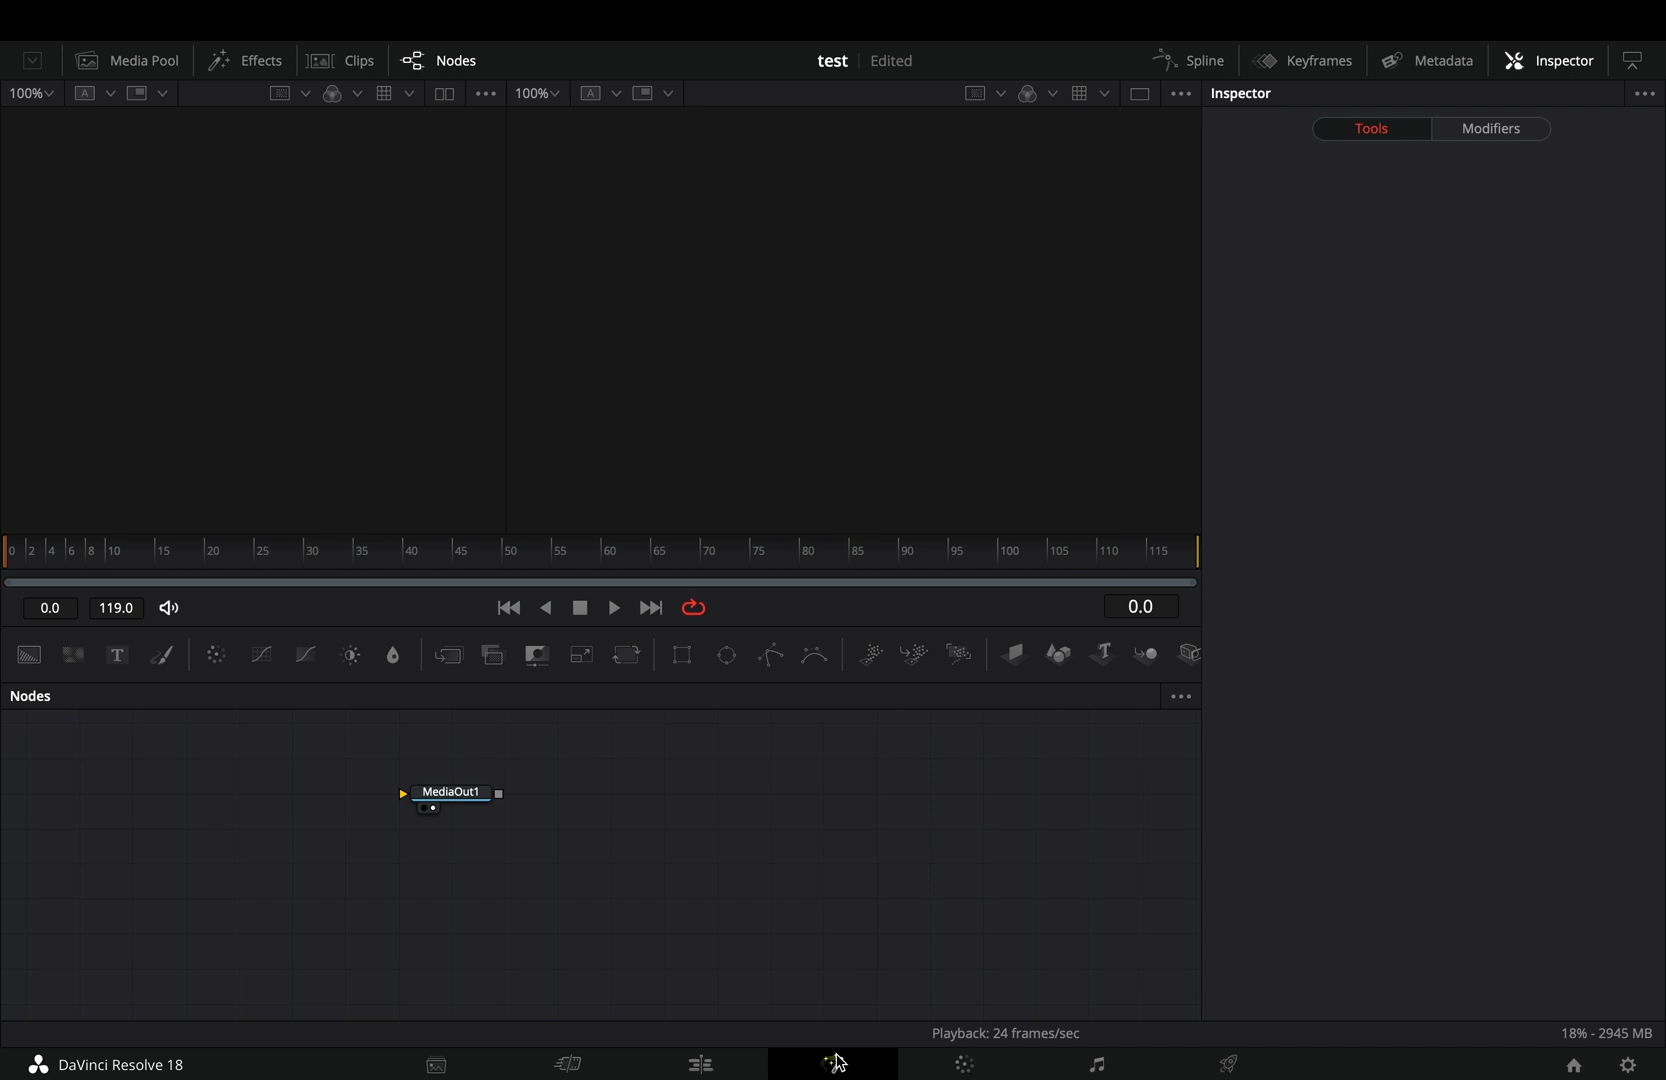 Media Pool Effects Clips Nodes test Edited Spline Keyframes Metadata Inspector
100% A 100% A Inspector
Tools Modifiers
0 2 4 6 8 10 15 20 25 30 35 40 45 50 55 60 65 70 75 80 85 90 95 100 105 110 115
0.0 119.0 0.0
T T
Nodes
MediaOut1
Playback: 24 frames/sec 18% - 2945 MB
DaVinci Resolve 18